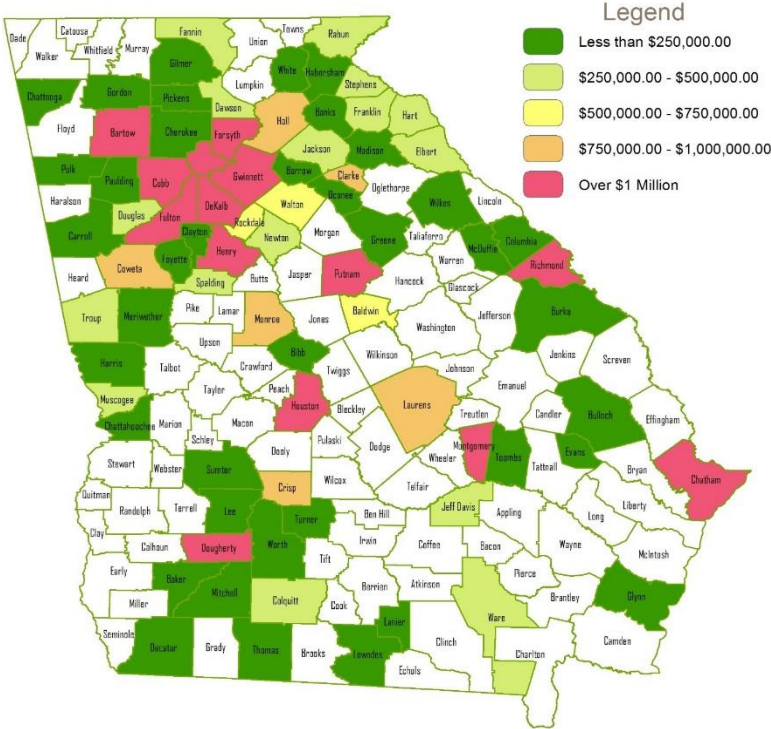 Legend
Less than $250,000.00
$250,000.00 - $500,000.00
$500,000.00 - $750,000.00
$750,000.00 - $1,000,000.00
Over $1 Million
Dade
Catoosa
Walker
Whitfield
Murray
Fannin
Union
Towns
Rabun
Gilmer
White
Habersham
Lumpkin
Stephens
Chattooga
Gordon
Pickens
Dawson
Hall
Banks
Franklin
Hart
Floyd
Bartow
Cherokee
Forsyth
Jackson
Madison
Elbert
Polk
Paulding
Cobb
Gwinnett
Barrow
Clarke
Oglethorpe
Haralson
Douglas
Fulton
DeKalb
Rockdale
Walton
Oconee
Wilkes
Lincoln
Carroll
Clayton
Newton
Morgan
Greene
Taliaferro
McDuffie
Columbia
Heard
Coweta
Fayette
Henry
Spalding
Butts
Jasper
Putnam
Hancock
Warren
Glascock
Richmond
Troup
Meriwether
Pike
Lamar
Monroe
Jones
Baldwin
Washington
Jefferson
Burke
Upson
Harris
Talbot
Crawford
Bibb
Twiggs
Wilkinson
Johnson
Jenkins
Screven
Muscogee
Taylor
Peach
Houston
Bleckley
Laurens
Emanuel
Chattahoochee
Marion
Macon
Treutlen
Candler
Bulloch
Effingham
Schley
Dooly
Pulaski
Dodge
Wheeler
Montgomery
Toombs
Tattnall
Evans
Bryan
Chatham
Stewart
Webster
Sumter
Crisp
Wilcox
Telfair
Quitman
Randolph
Terrell
Lee
Turner
Ben Hill
Jeff Davis
Appling
Long
Liberty
Clay
Calhoun
Dougherty
Worth
Irwin
Coffee
Bacon
Wayne
McIntosh
Early
Baker
Mitchell
Tift
Berrien
Atkinson
Pierce
Brantley
Glynn
Miller
Colquitt
Cook
Ware
Seminole
Decatur
Grady
Thomas
Brooks
Lanier
Lowndes
Clinch
Echols
Charlton
Camden